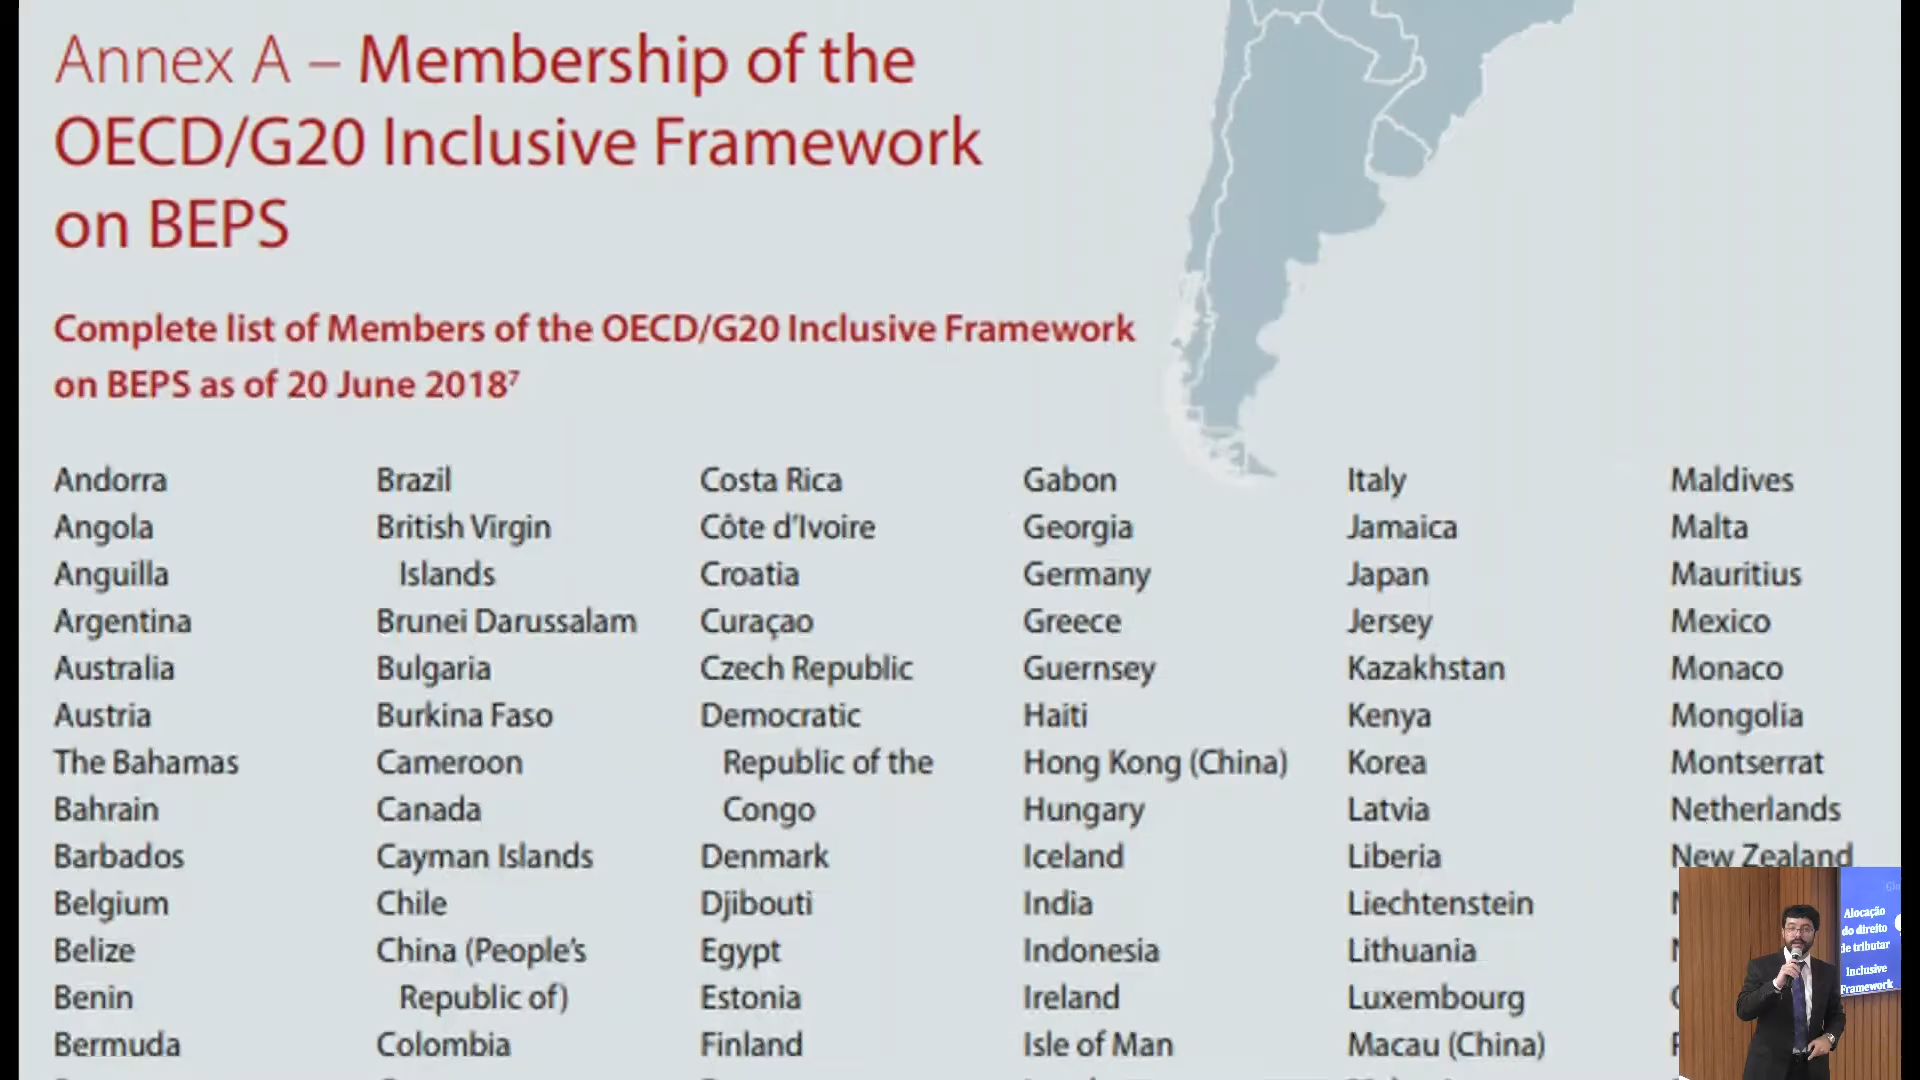 Annex A – Membership of the
OECD/G20 Inclusive Framework
on BEPS
Complete list of Members of the OECD/G20 Inclusive Framework
on BEPS as of 20 June 2018⁷
Andorra
Angola
Anguilla
Argentina
Australia
Austria
The Bahamas
Bahrain
Barbados
Belgium
Belize
Benin
Bermuda
Brazil
British Virgin
Islands
Brunei Darussalam
Bulgaria
Burkina Faso
Cameroon
Canada
Cayman Islands
Chile
China (People's
Republic of)
Colombia
Costa Rica
Côte d'Ivoire
Croatia
Curaçao
Czech Republic
Democratic
Republic of the
Congo
Denmark
Djibouti
Egypt
Estonia
Finland
Gabon
Georgia
Germany
Greece
Guernsey
Haiti
Hong Kong (China)
Hungary
Iceland
India
Indonesia
Ireland
Isle of Man
Italy
Jamaica
Japan
Jersey
Kazakhstan
Kenya
Korea
Latvia
Liberia
Liechtenstein
Lithuania
Luxembourg
Macau (China)
Maldives
Malta
Mauritius
Mexico
Monaco
Mongolia
Montserrat
Netherlands
New Zealand
Alocação
do direito
de tributar
Inclusive
Framework